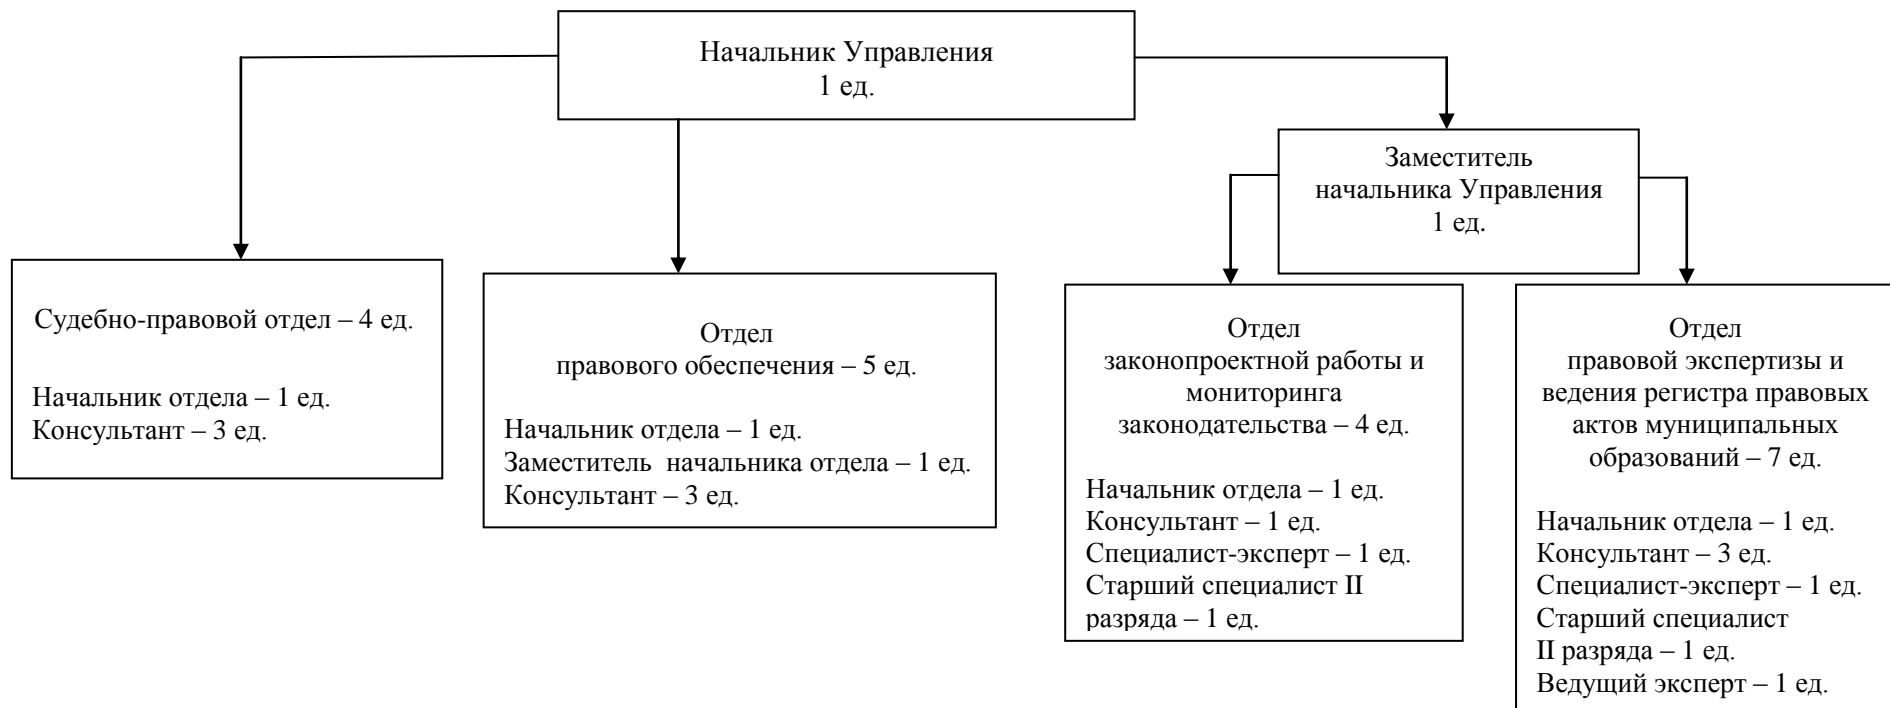 Начальник Управления
1 ед.
Заместитель
начальника Управления
1 ед.
Судебно-правовой отдел – 4 ед.
Начальник отдела – 1 ед.
Консультант – 3 ед.
Отдел
правового обеспечения – 5 ед.
Начальник отдела – 1 ед.
Заместитель начальника отдела – 1 ед.
Консультант – 3 ед.
Отдел
законопроектной работы и
мониторинга
законодательства – 4 ед.
Начальник отдела – 1 ед.
Консультант – 1 ед.
Специалист-эксперт – 1 ед.
Старший специалист II
разряда – 1 ед.
Отдел
правовой экспертизы и
ведения регистра правовых
актов муниципальных
образований – 7 ед.
Начальник отдела – 1 ед.
Консультант – 3 ед.
Специалист-эксперт – 1 ед.
Старший специалист
II разряда – 1 ед.
Ведущий эксперт – 1 ед.